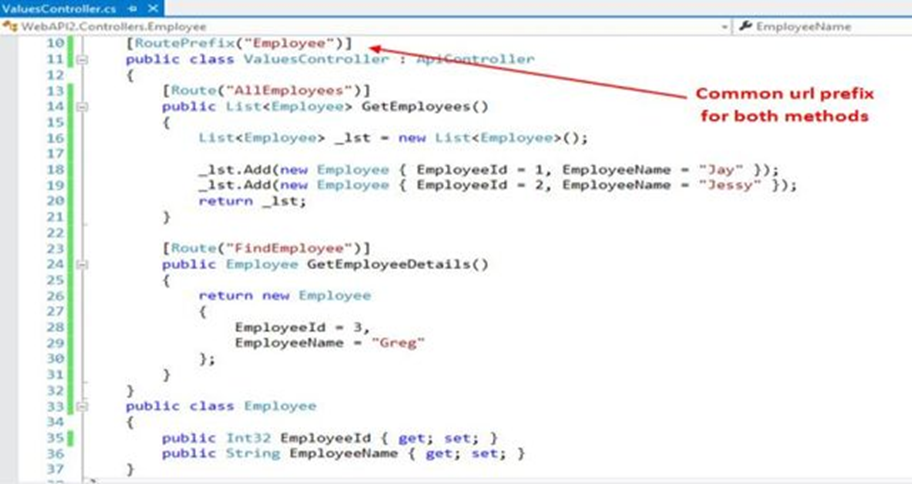 ValuesController.cs
WebAPI2.Controllers.Employee
EmployeeName
10 [RoutePrefix("Employee")]
11 public class ValuesController : ApiController
12 {
13 [Route("AllEmployees")]
14 public List<Employee> GetEmployees()
15 {
16 List<Employee> _lst = new List<Employee>();
17
18 _lst.Add(new Employee { EmployeeId = 1, EmployeeName = "Jay" });
19 _lst.Add(new Employee { EmployeeId = 2, EmployeeName = "Jessy" });
20 return _lst;
21 }
22
23 [Route("FindEmployee")]
24 public Employee GetEmployeeDetails()
25 {
26 return new Employee
27 {
28 EmployeeId = 3,
29 EmployeeName = "Greg"
30 };
31 }
32 }
33 public class Employee
34 {
35 public Int32 EmployeeId { get; set; }
36 public String EmployeeName { get; set; }
37 }
Common url prefix
for both methods